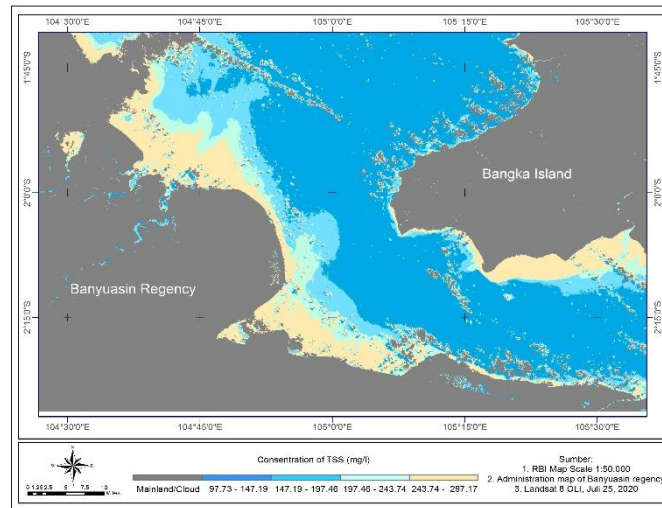 104°30'0"E 104°45'0"E 105°0'0"E 105°15'0"E 105°30'0"E
1°45'0"S 1°45'0"S
Bangka Island
2°0'0"S 2°0'0"S
Banyuasin Regency
2°15'0"S 2°15'0"S
104°30'0"E 104°45'0"E 105°0'0"E 105°15'0"E 105°30'0"E
Consentration of TSS (mg/l)
Mainland/Cloud 97.73 - 147.19 147.19 - 197.46 197.46 - 243.74 243.74 - 297.17
Sumber:
1. RBI Map Scale 1:50.000
2. Administration map of Banyuasin regency
3. Landsat 8 OLI, Juli 25, 2020